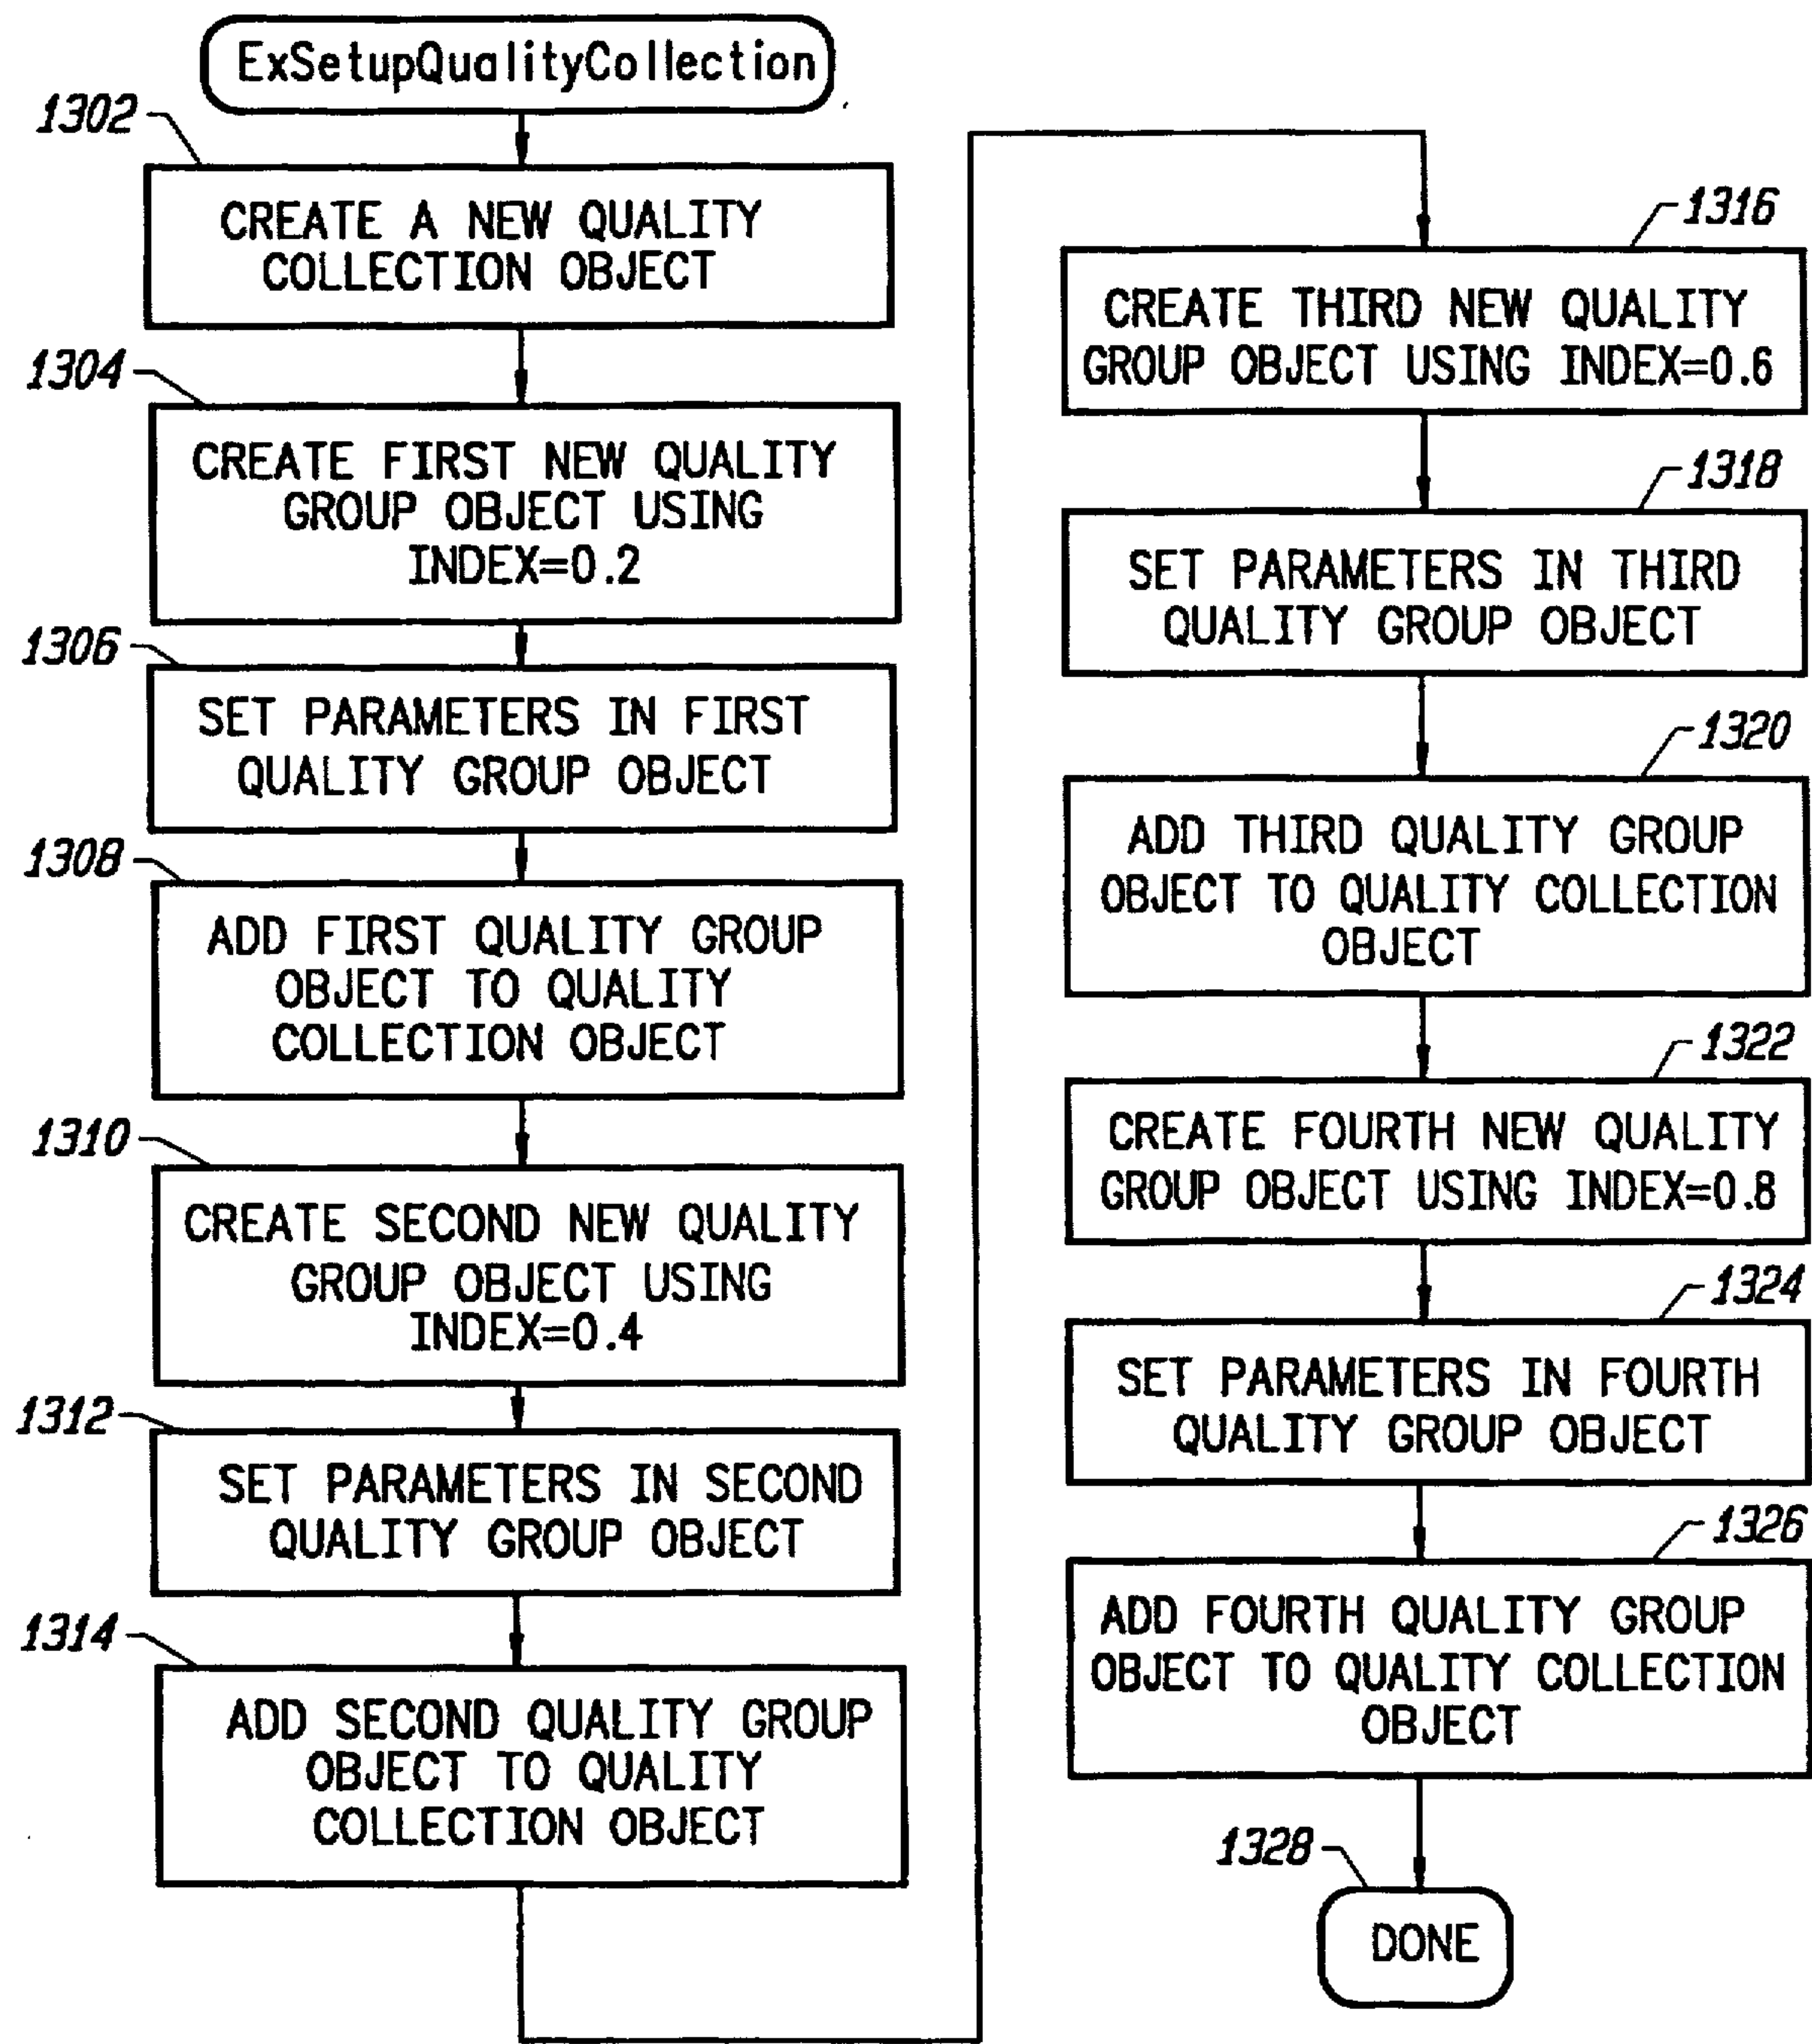 ExSetupQualityCollection
1302
CREATE A NEW QUALITY
COLLECTION OBJECT
1304
CREATE FIRST NEW QUALITY
GROUP OBJECT USING
INDEX=0.2
1306
SET PARAMETERS IN FIRST
QUALITY GROUP OBJECT
1308
ADD FIRST QUALITY GROUP
OBJECT TO QUALITY
COLLECTION OBJECT
1310
CREATE SECOND NEW QUALITY
GROUP OBJECT USING
INDEX=0.4
1312
SET PARAMETERS IN SECOND
QUALITY GROUP OBJECT
1314
ADD SECOND QUALITY GROUP
OBJECT TO QUALITY
COLLECTION OBJECT
1316
CREATE THIRD NEW QUALITY
GROUP OBJECT USING INDEX=0.6
1318
SET PARAMETERS IN THIRD
QUALITY GROUP OBJECT
1320
ADD THIRD QUALITY GROUP
OBJECT TO QUALITY COLLECTION
OBJECT
1322
CREATE FOURTH NEW QUALITY
GROUP OBJECT USING INDEX=0.8
1324
SET PARAMETERS IN FOURTH
QUALITY GROUP OBJECT
1326
ADD FOURTH QUALITY GROUP
OBJECT TO QUALITY COLLECTION
OBJECT
1328
DONE